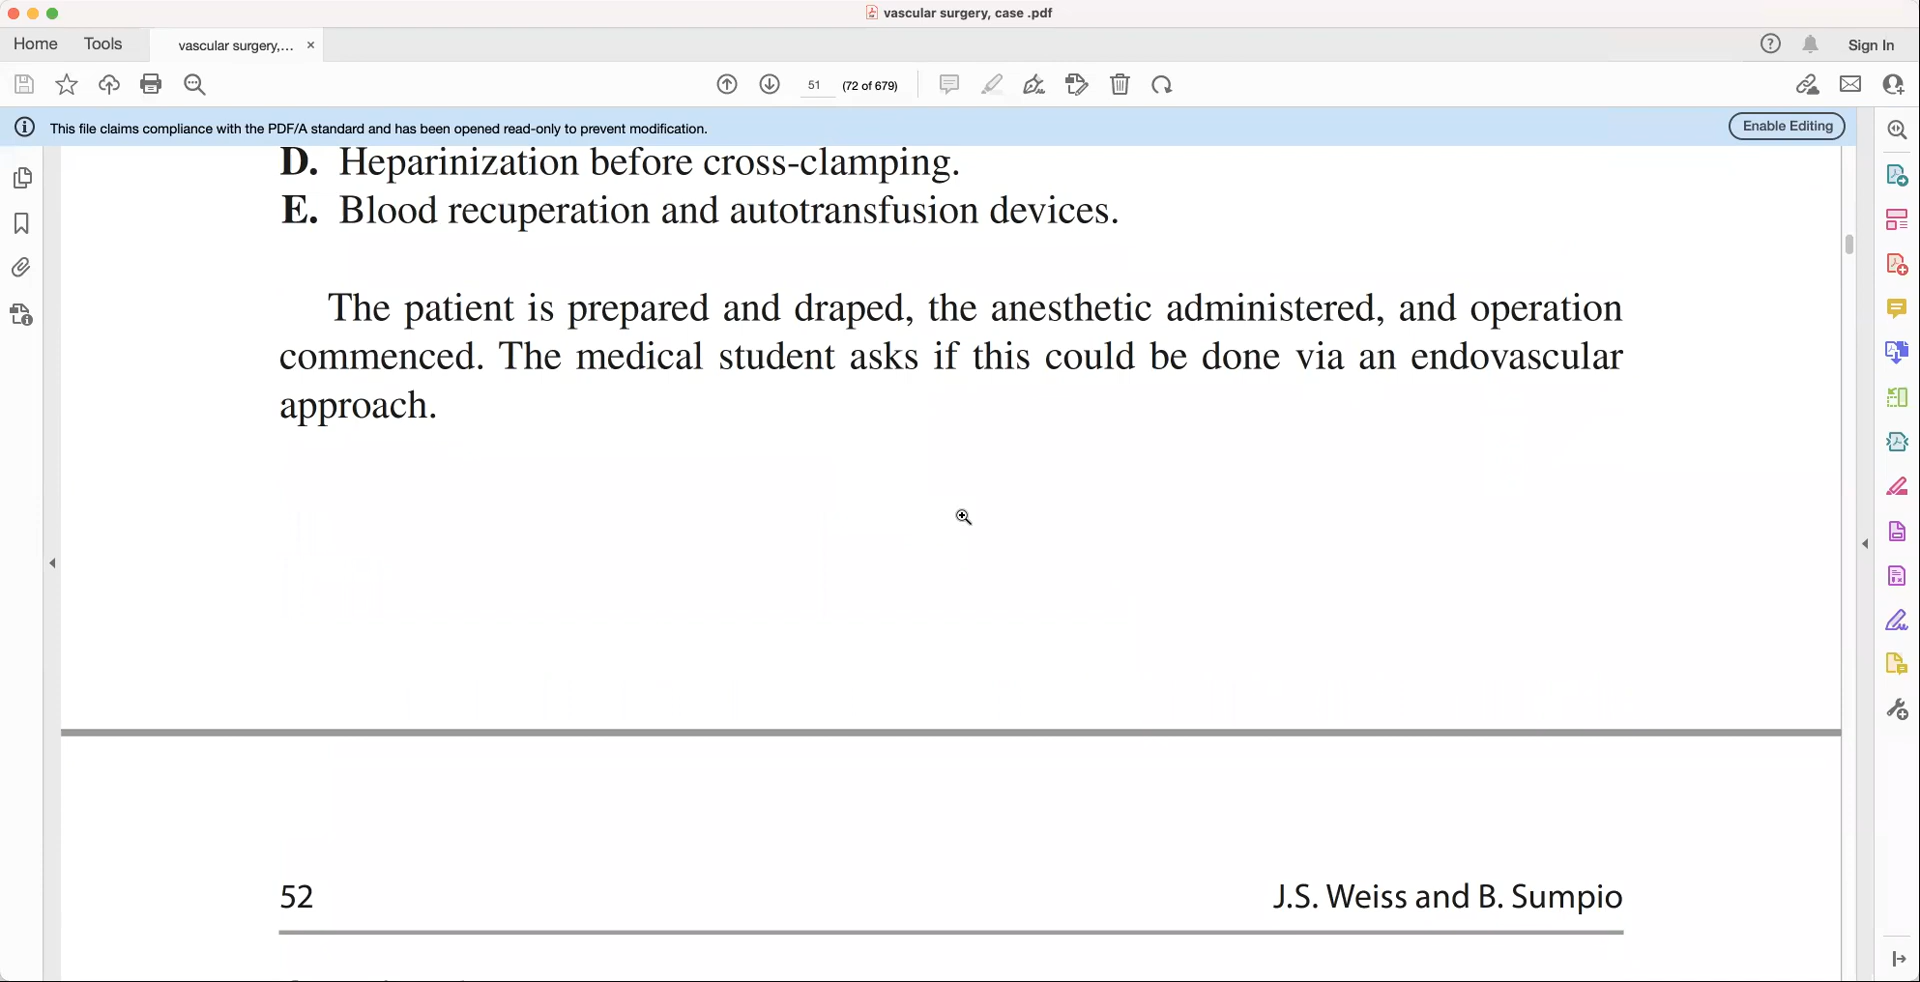 vascular surgery, case .pdf
Home
Tools
vascular surgery,...
Sign In
51
(72 of 679)
This file claims compliance with the PDF/A standard and has been opened read-only to prevent modification.
Enable Editing
D. Heparinization before cross-clamping.
E. Blood recuperation and autotransfusion devices.
The patient is prepared and draped, the anesthetic administered, and operation
commenced. The medical student asks if this could be done via an endovascular
approach.
52
J.S. Weiss and B. Sumpio